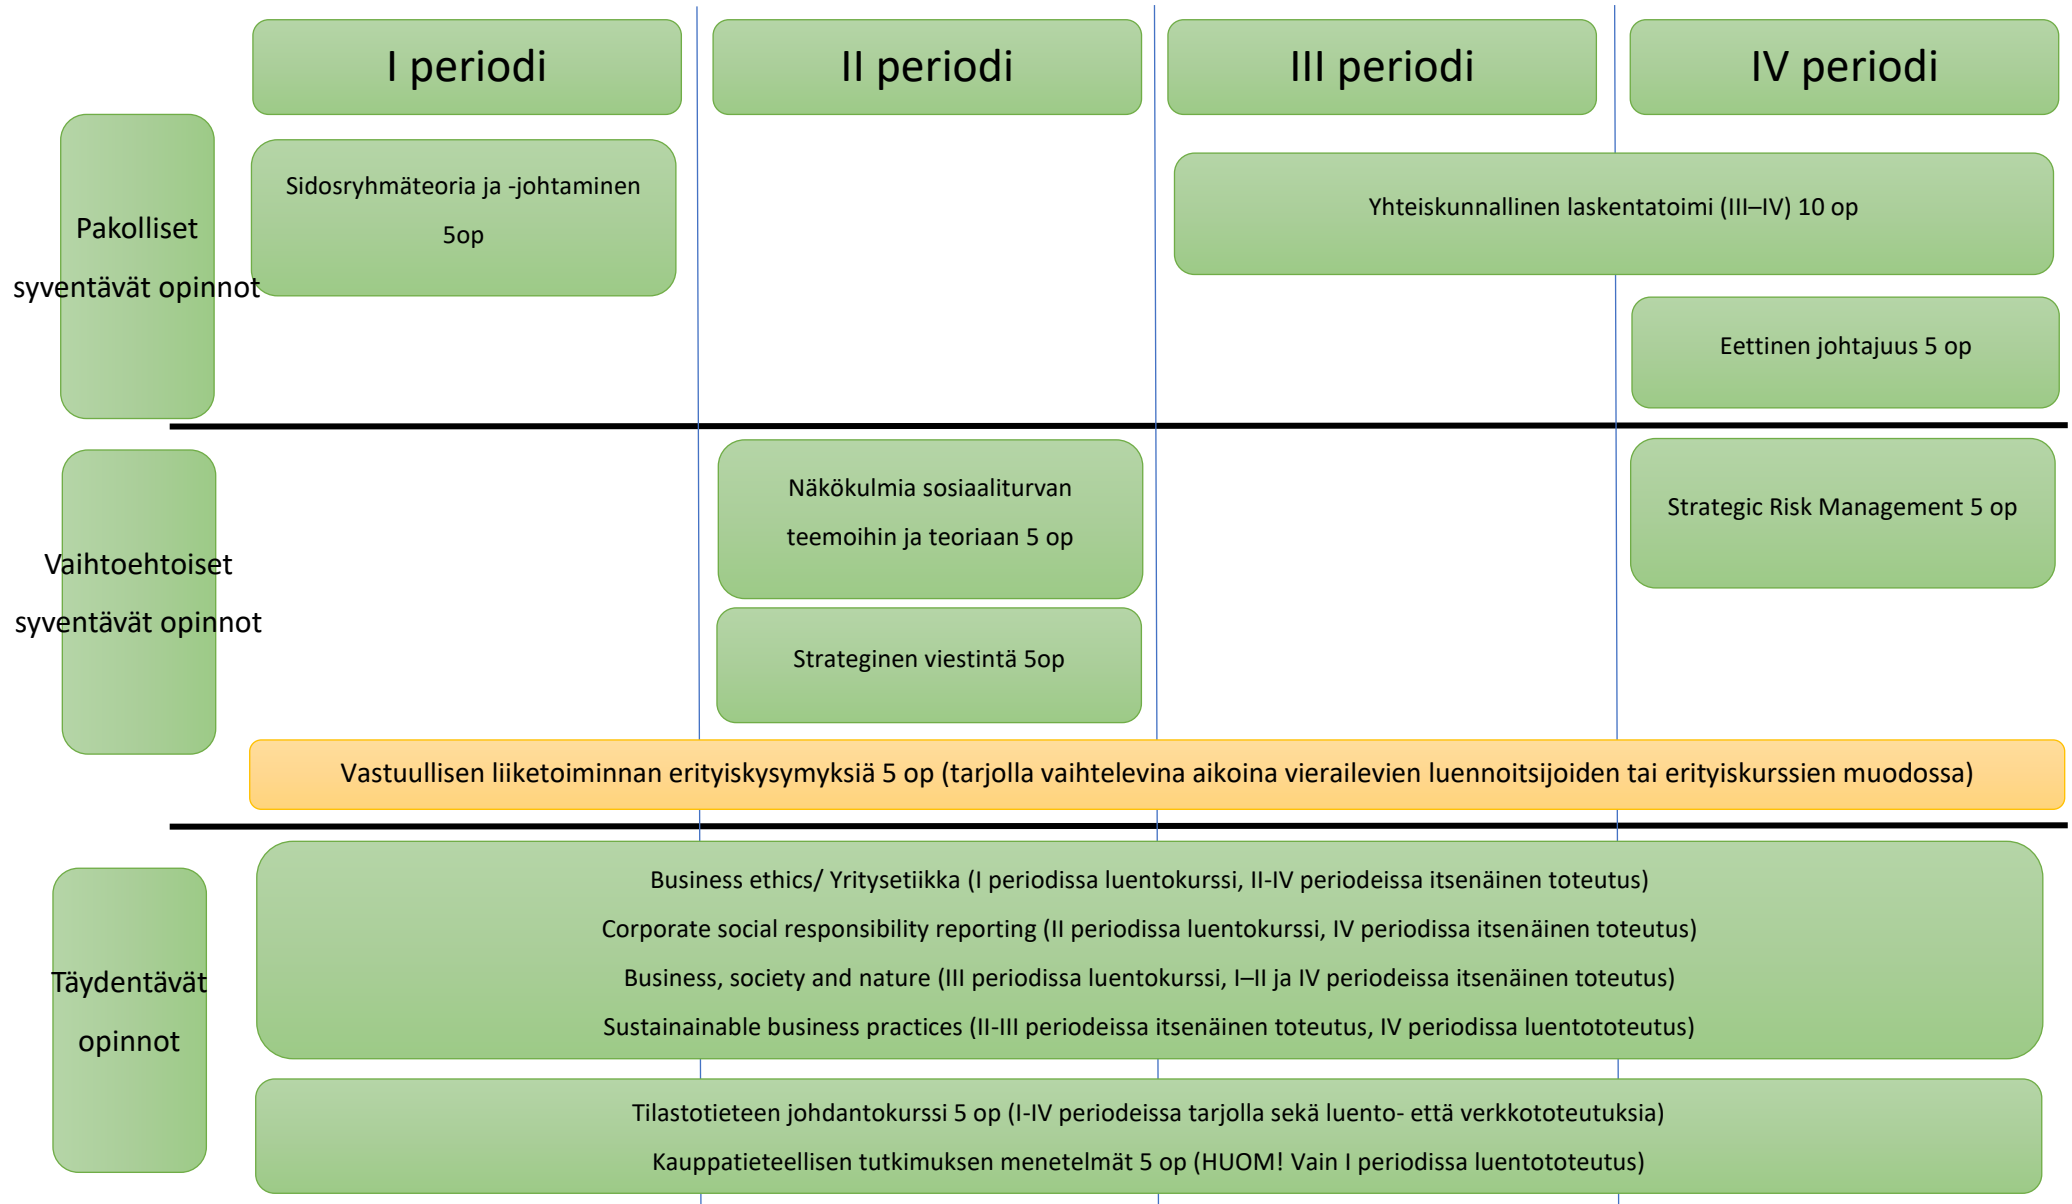 I periodi
II periodi
III periodi
IV periodi
Pakolliset
syventävät opinnot
Sidosryhmäteoria ja -johtaminen
5op
Yhteiskunnallinen laskentatoimi (III–IV) 10 op
Eettinen johtajuus 5 op
Vaihtoehtoiset
syventävät opinnot
Näkökulmia sosiaaliturvan
teemoihin ja teoriaan 5 op
Strateginen viestintä 5op
Strategic Risk Management 5 op
Vastuullisen liiketoiminnan erityiskysymyksiä 5 op (tarjolla vaihtelevina aikoina vierailevien luennoitsijoiden tai erityiskurssien muodossa)
Täydentävät
opinnot
Business ethics/ Yritysetiikka (I periodissa luentokurssi, II-IV periodeissa itsenäinen toteutus)
Corporate social responsibility reporting (II periodissa luentokurssi, IV periodissa itsenäinen toteutus)
Business, society and nature (III periodissa luentokurssi, I–II ja IV periodeissa itsenäinen toteutus)
Sustainainable business practices (II-III periodeissa itsenäinen toteutus, IV periodissa luentototeutus)
Tilastotieteen johdantokurssi 5 op (I-IV periodeissa tarjolla sekä luento- että verkkototeutuksia)
Kauppatieteellisen tutkimuksen menetelmät 5 op (HUOM! Vain I periodissa luentototeutus)